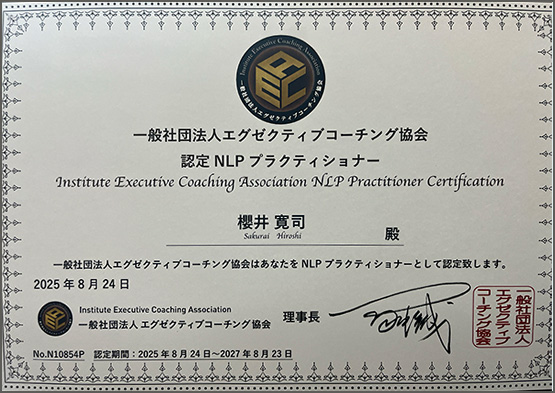 Institute Executive Coaching Association
一般社団法人エグゼクティブコーチング協会
一般社団法人エグゼクティブコーチング協会
認定 NLP プラクティショナー
Institute Executive Coaching Association NLP Practitioner Certification
櫻井 寛司
Sakurai Hiroshi
殿
一般社団法人エグゼクティブコーチング協会はあなたを NLP プラクティショナーとして認定致します。
2025 年 8 月 24 日
Institute Executive Coaching Association
一般社団法人 エグゼクティブコーチング協会
理事長
一般社団法人
エグゼクティブ
コーチング協会
No.N10854P 認定期間：2025 年 8 月 24 日〜2027 年 8 月 23 日